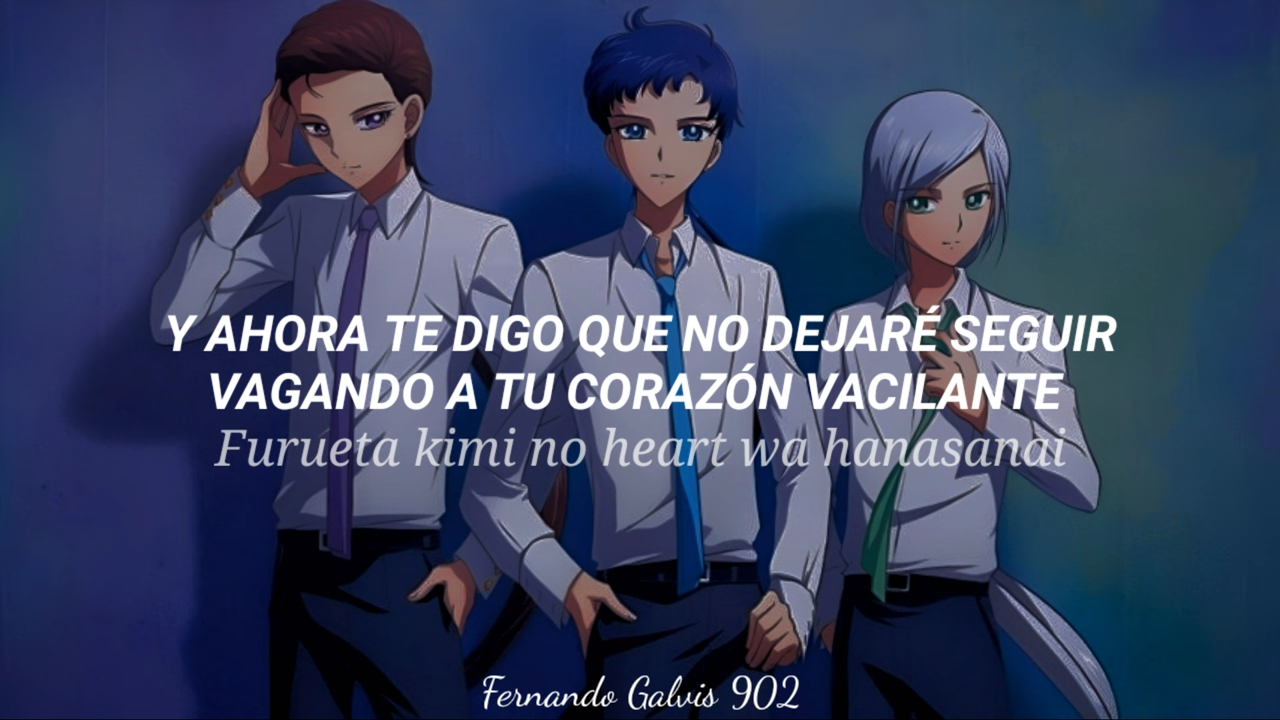 Y AHORA TE DIGO QUE NO DEJARÉ SEGUIR
VAGANDO A TU CORAZÓN VACILANTE
Furueta kimi no heart wa hanasanai
Fernando Galvis 902